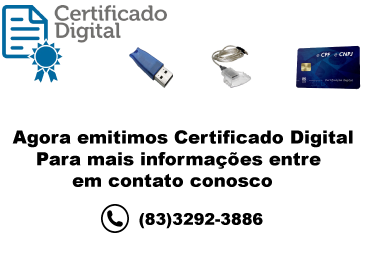 Certificado
Digital
e CPF e CNPJ
Agora emitimos Certificado Digital
Para mais informações entre
em contato conosco
(83)3292-3886